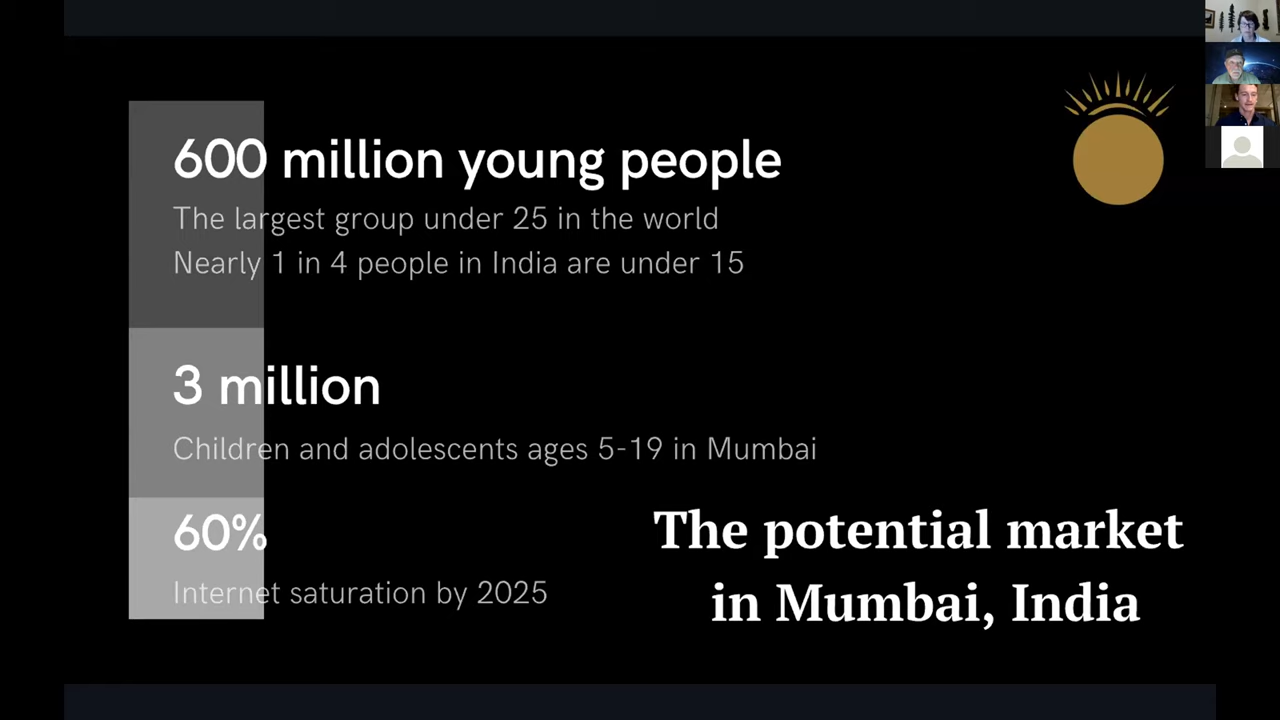 600 million young people
The largest group under 25 in the world
Nearly 1 in 4 people in India are under 15
3 million
Children and adolescents ages 5-19 in Mumbai
60%
Internet saturation by 2025
The potential market
in Mumbai, India